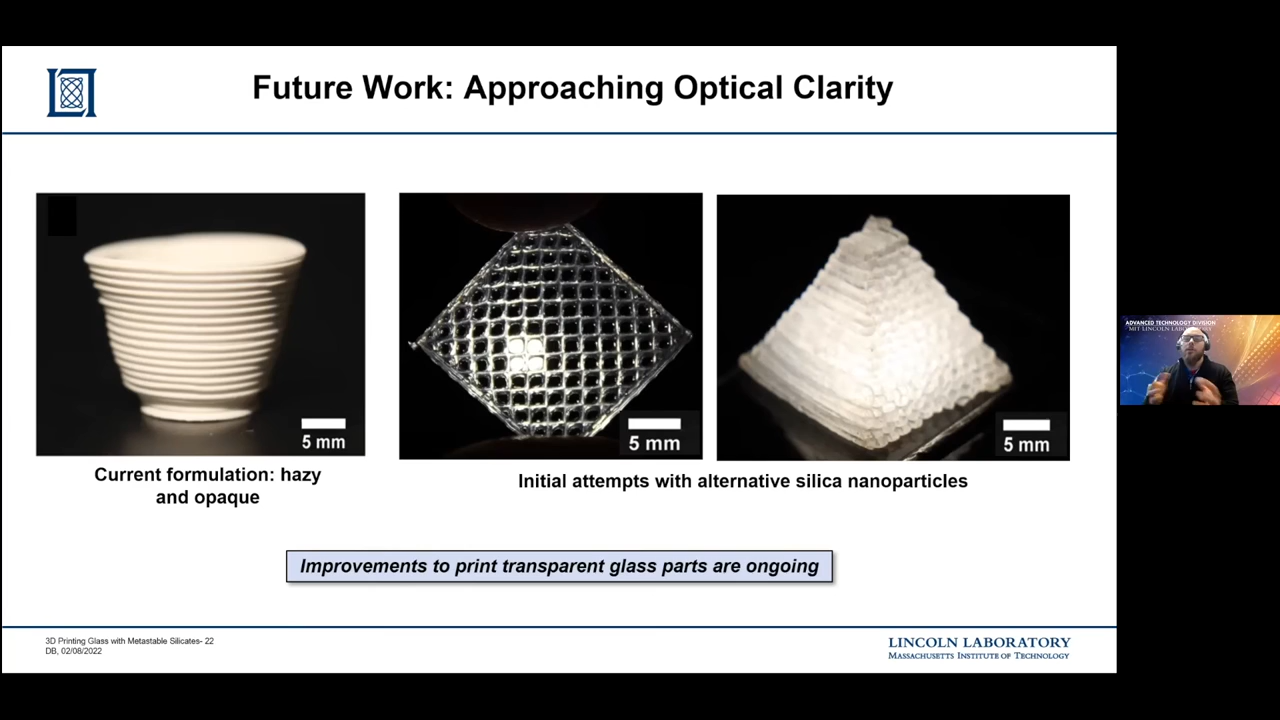 Future Work: Approaching Optical Clarity
5 mm
5 mm
5 mm
Current formulation: hazy
and opaque
Initial attempts with alternative silica nanoparticles
Improvements to print transparent glass parts are ongoing
3D Printing Glass with Metastable Silicates- 22
DB, 02/08/2022
LINCOLN LABORATORY
MASSACHUSETTS INSTITUTE OF TECHNOLOGY
ADVANCED TECHNOLOGY DIVISION
MIT LINCOLN LABORATORY